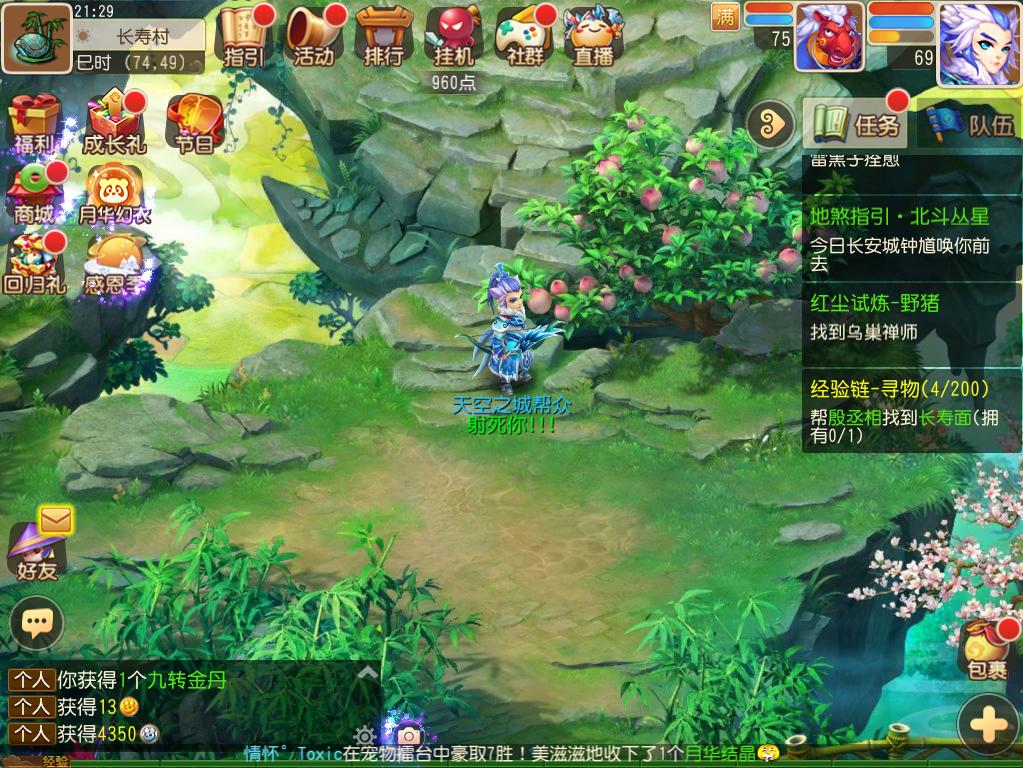 21:29
长寿村
巳时 (74,49)
指引
活动
排行
挂机
960点
社群
直播
满
75
69
福利
成长礼
节日
商城
月华幻衣
回归礼
感恩季
任务
队伍
雷黑子痊愈
地煞指引·北斗丛星
今日长安城钟馗唤你前
去
红尘试炼-野猪
找到乌巢禅师
经验链-寻物(4/200)
帮殷丞相找到长寿面(拥
有0/1)
天空之城帮众
射死你!!!
好友
包裹
个人 你获得1个九转金丹
个人 获得13
个人 获得4350
情怀°Toxic在宠物擂台中豪取7胜！美滋滋地收下了1个月华结晶
经验